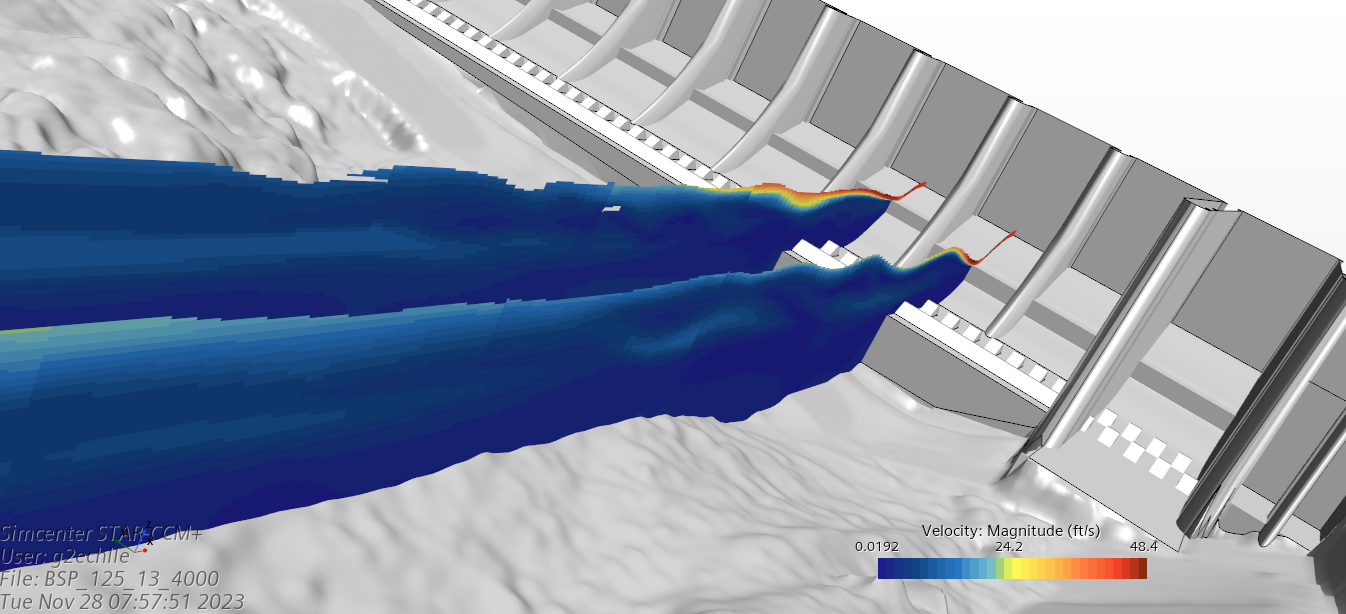 Simcenter STAR-CCM+
User: g2echlle
File: BSP_125_13_4000
Tue Nov 28 07:57:51 2023
Velocity: Magnitude (ft/s)
0.0192 24.2 48.4